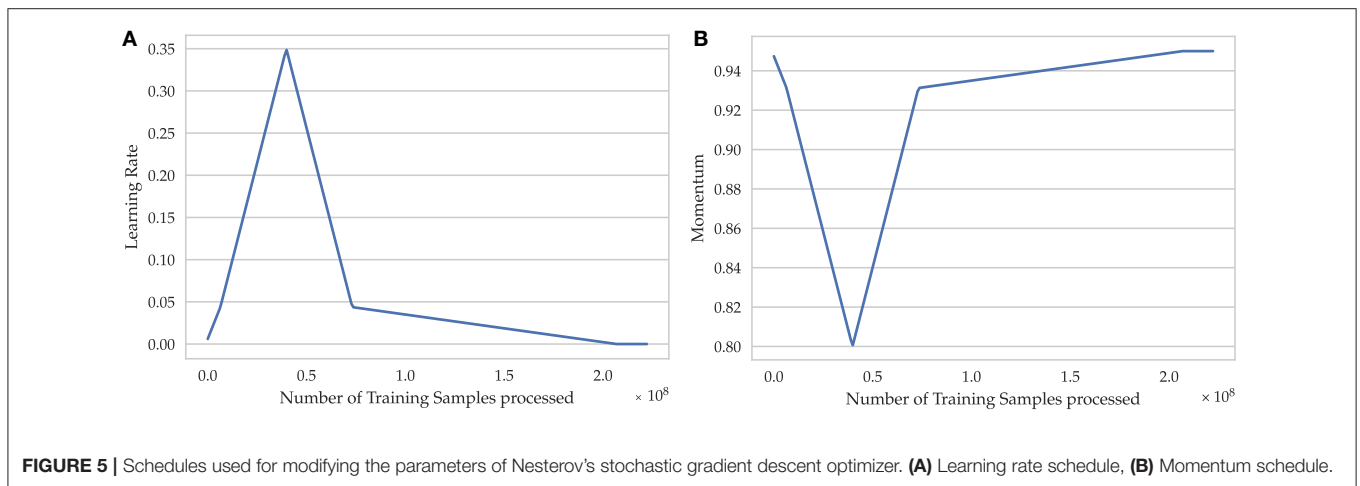 A
0.35
0.30
0.25
0.20
0.15
0.10
0.05
0.00
Learning Rate
0.0 0.5 1.0 1.5 2.0
Number of Training Samples processed × 10⁸
B
0.94
0.92
0.90
0.88
0.86
0.84
0.82
0.80
Momentum
0.0 0.5 1.0 1.5 2.0
Number of Training Samples processed × 10⁸
FIGURE 5 | Schedules used for modifying the parameters of Nesterov's stochastic gradient descent optimizer. (A) Learning rate schedule, (B) Momentum schedule.